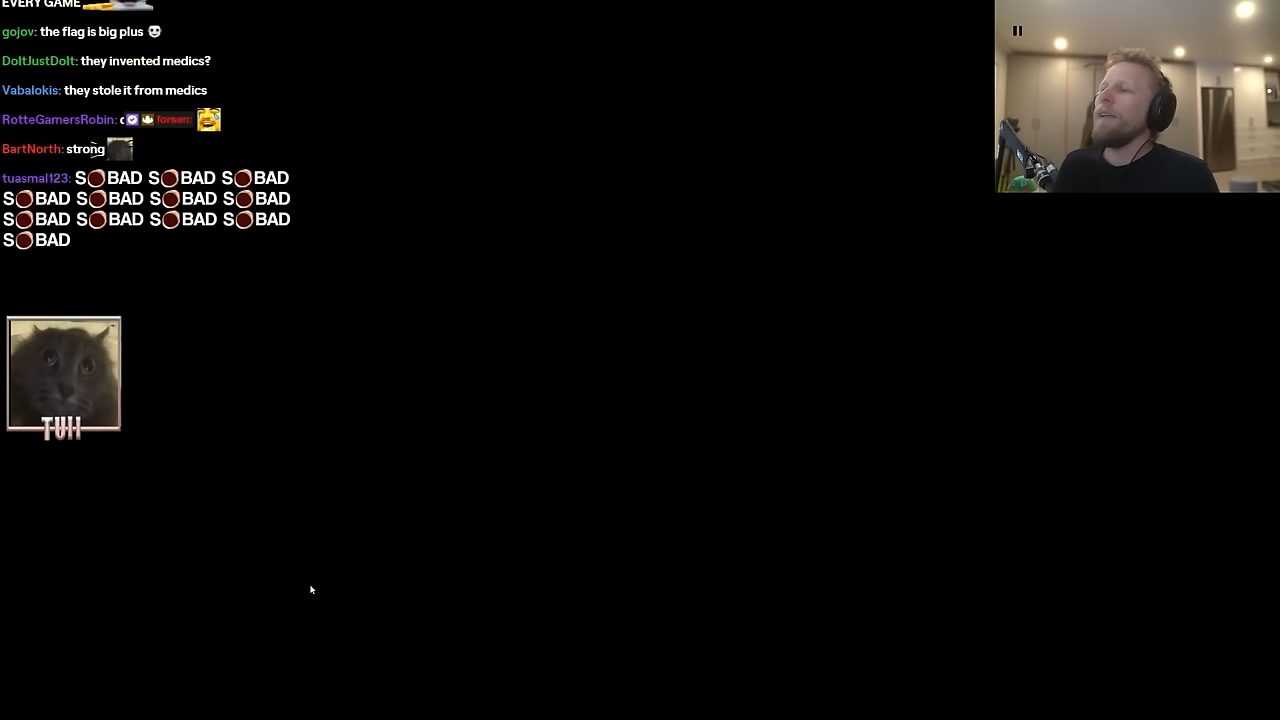 EVERY GAME
gojov: the flag is big plus
DoItJustDoIt: they invented medics?
Vabalokis: they stole it from medics
RotteGamersRobin: forsen:
BartNorth: strong
tuasmal123: S BAD S BAD S BAD
S BAD S BAD S BAD S BAD
S BAD S BAD S BAD S BAD
S BAD